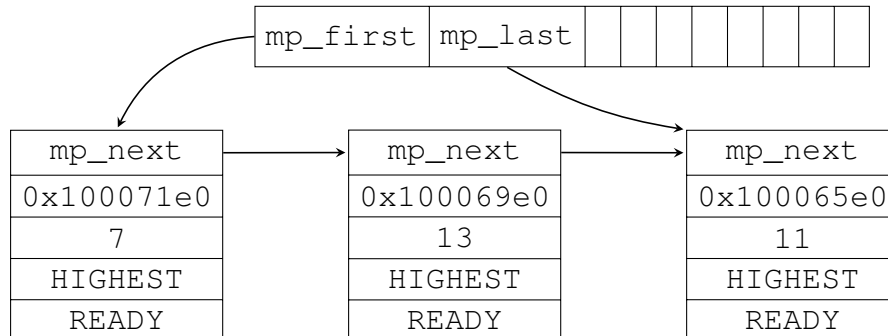 mp_first mp_last
mp_next mp_next mp_next
0x100071e0 0x100069e0 0x100065e0
7 13 11
HIGHEST HIGHEST HIGHEST
READY READY READY